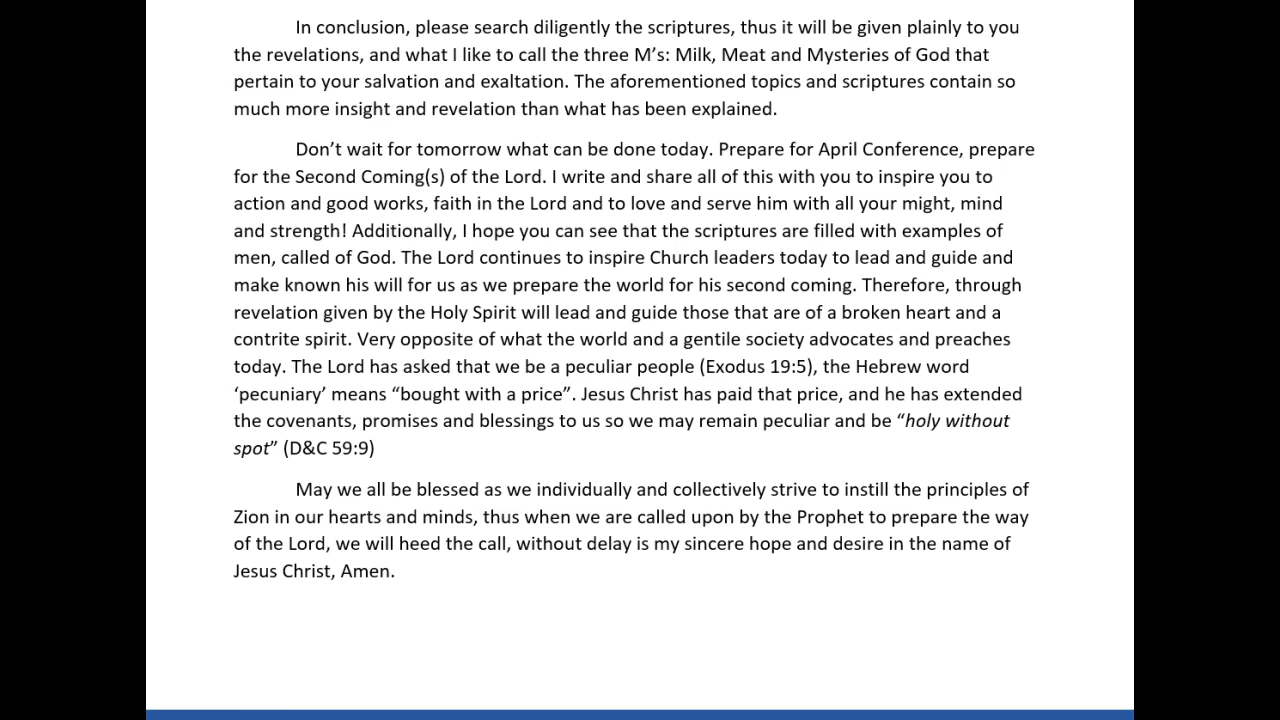 In conclusion, please search diligently the scriptures, thus it will be given plainly to you
the revelations, and what I like to call the three M’s: Milk, Meat and Mysteries of God that
pertain to your salvation and exaltation. The aforementioned topics and scriptures contain so
much more insight and revelation than what has been explained.
Don’t wait for tomorrow what can be done today. Prepare for April Conference, prepare
for the Second Coming(s) of the Lord. I write and share all of this with you to inspire you to
action and good works, faith in the Lord and to love and serve him with all your might, mind
and strength! Additionally, I hope you can see that the scriptures are filled with examples of
men, called of God. The Lord continues to inspire Church leaders today to lead and guide and
make known his will for us as we prepare the world for his second coming. Therefore, through
revelation given by the Holy Spirit will lead and guide those that are of a broken heart and a
contrite spirit. Very opposite of what the world and a gentile society advocates and preaches
today. The Lord has asked that we be a peculiar people (Exodus 19:5), the Hebrew word
‘pecuniary’ means “bought with a price”. Jesus Christ has paid that price, and he has extended
the covenants, promises and blessings to us so we may remain peculiar and be “holy without
spot” (D&C 59:9)
May we all be blessed as we individually and collectively strive to instill the principles of
Zion in our hearts and minds, thus when we are called upon by the Prophet to prepare the way
of the Lord, we will heed the call, without delay is my sincere hope and desire in the name of
Jesus Christ, Amen.